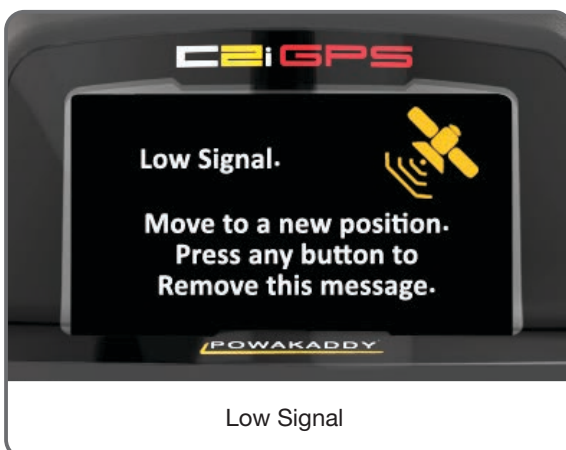 C2i GPS
Low Signal.
Move to a new position.
Press any button to
Remove this message.
POWAKADDY
Low Signal